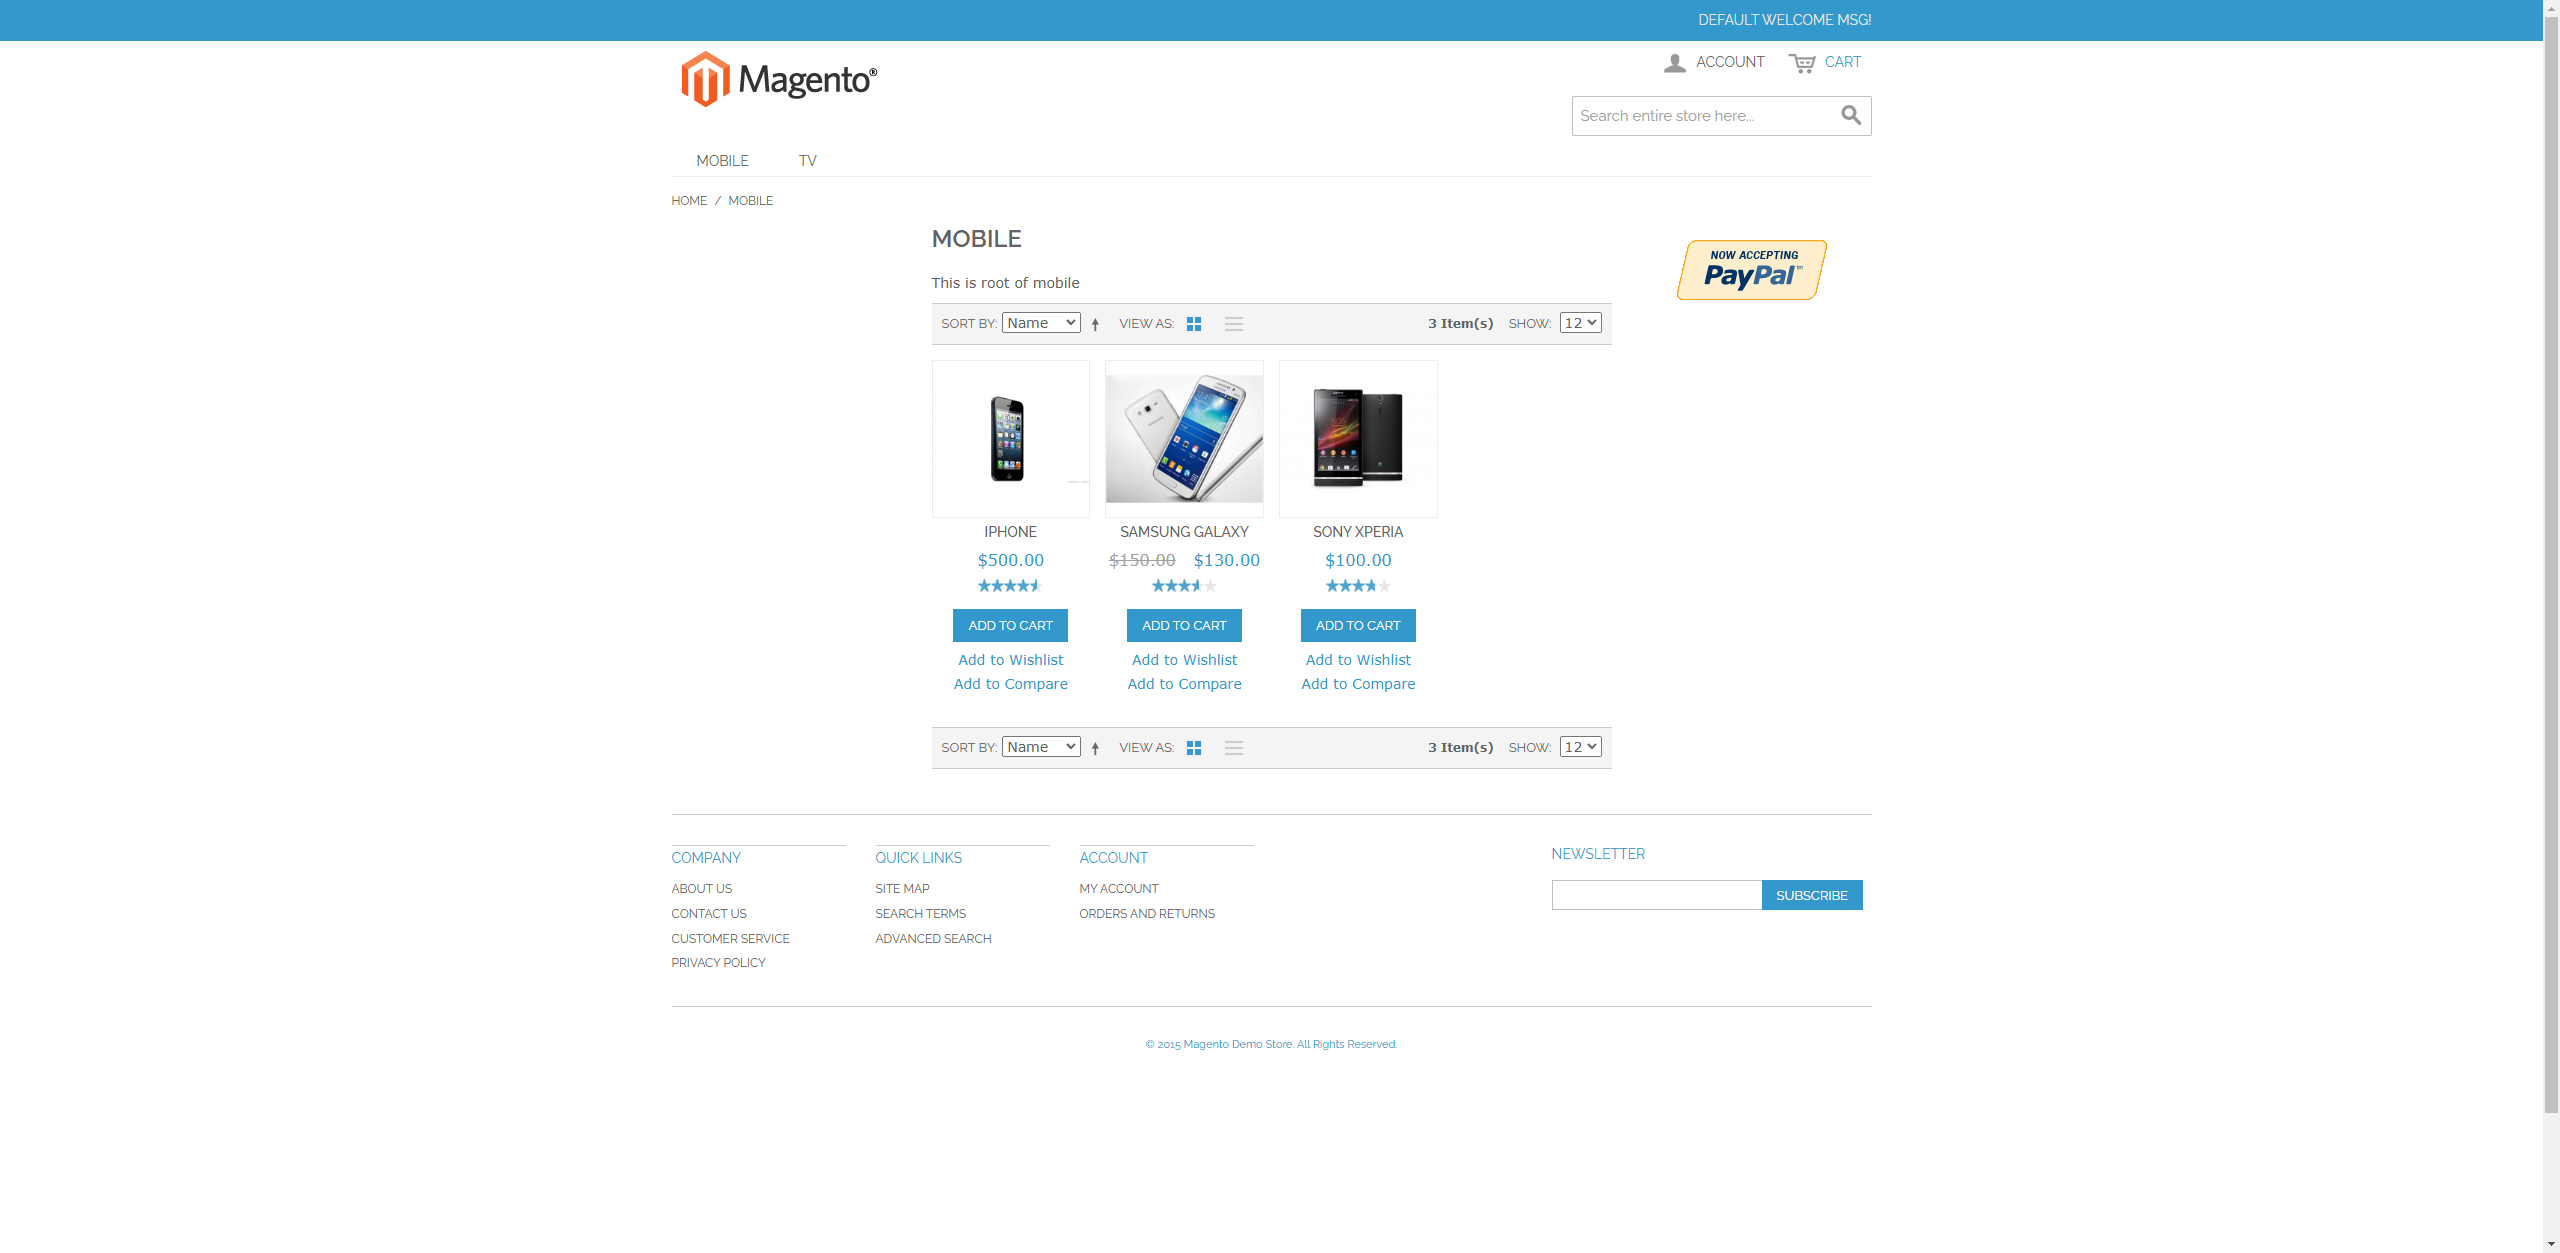 DEFAULT WELCOME MSG!
Magento®
ACCOUNT
CART
Search entire store here...
MOBILE
TV
HOME / MOBILE
MOBILE
NOW ACCEPTING
PayPal™
This is root of mobile
SORT BY: Name VIEW AS: 3 Item(s) SHOW: 12
IPHONE
$500.00
ADD TO CART
Add to Wishlist
Add to Compare
SAMSUNG GALAXY
$150.00 $130.00
ADD TO CART
Add to Wishlist
Add to Compare
SONY XPERIA
$100.00
ADD TO CART
Add to Wishlist
Add to Compare
SORT BY: Name VIEW AS: 3 Item(s) SHOW: 12
COMPANY
ABOUT US
CONTACT US
CUSTOMER SERVICE
PRIVACY POLICY
QUICK LINKS
SITE MAP
SEARCH TERMS
ADVANCED SEARCH
ACCOUNT
MY ACCOUNT
ORDERS AND RETURNS
NEWSLETTER
SUBSCRIBE
© 2015 Magento Demo Store. All Rights Reserved.